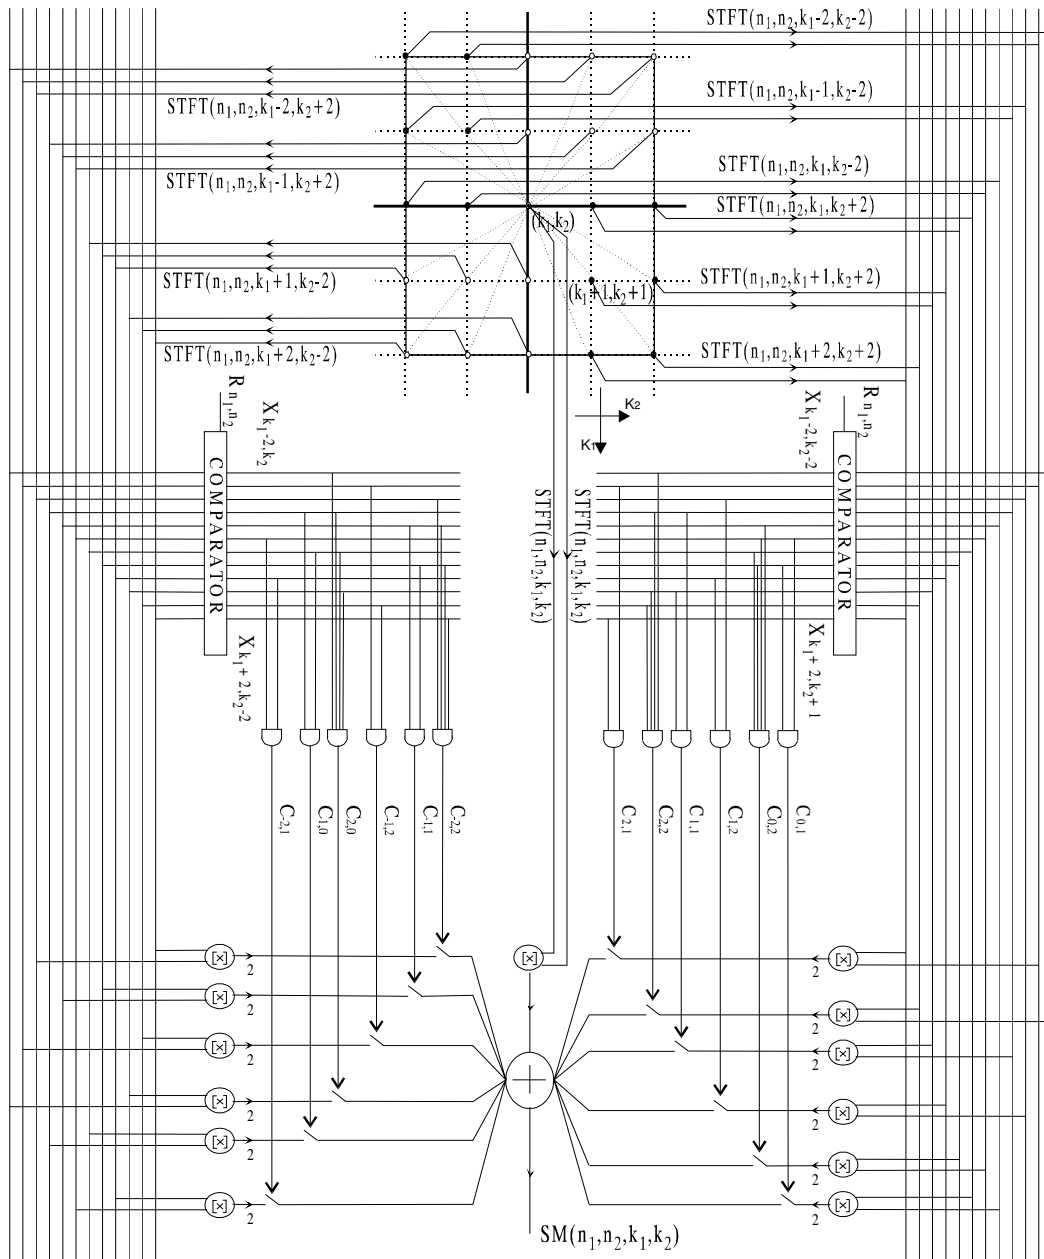 STFT(n₁,n₂,k₁-2,k₂-2)
STFT(n₁,n₂,k₁-2,k₂+2)
STFT(n₁,n₂,k₁-1,k₂-2)
STFT(n₁,n₂,k₁-1,k₂+2)
STFT(n₁,n₂,k₁,k₂-2)
STFT(n₁,n₂,k₁,k₂+2)
(k₁,k₂)
STFT(n₁,n₂,k₁+1,k₂-2)
(k₁+1,k₂+1)
STFT(n₁,n₂,k₁+1,k₂+2)
STFT(n₁,n₂,k₁+2,k₂-2)
STFT(n₁,n₂,k₁+2,k₂+2)
K2
K1
R n₁,n₂
X k₁-2,k₂
COMPARATOR
X k₁+2,k₂-2
STFT(n₁,n₂,k₁,k₂)
STFT(n₁,n₂,k₁,k₂)
X k₁-2,k₂-2
R n₁,n₂
COMPARATOR
X k₁+2,k₂+1
C-2,1
C1,0
C2,0
C-1,2
C-1,1
C-2,2
C2,1
C2,2
C1,1
C1,2
C0,2
C0,1
[x]
2
[x]
2
[x]
2
[x]
2
[x]
2
[x]
2
[x]
+
[x]
2
[x]
2
[x]
2
[x]
2
[x]
2
[x]
2
SM(n₁,n₂,k₁,k₂)